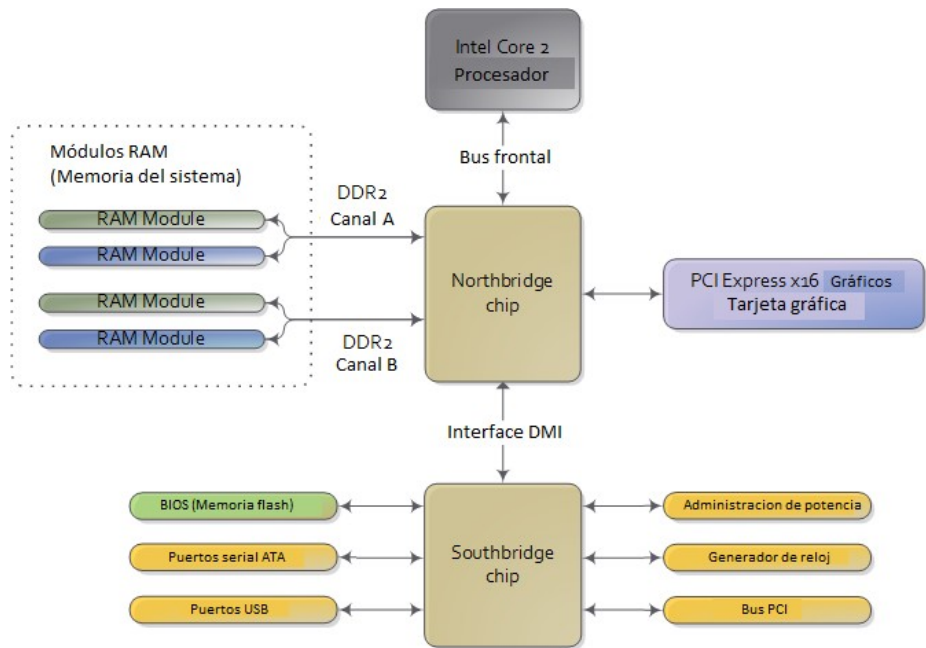 Intel Core 2
Procesador
Bus frontal
Módulos RAM
(Memoria del sistema)
RAM Module
RAM Module
RAM Module
RAM Module
DDR2
Canal A
DDR2
Canal B
Northbridge
chip
PCI Express x16 Gráficos
Tarjeta gráfica
Interface DMI
BIOS (Memoria flash)
Puertos serial ATA
Puertos USB
Southbridge
chip
Administracion de potencia
Generador de reloj
Bus PCI